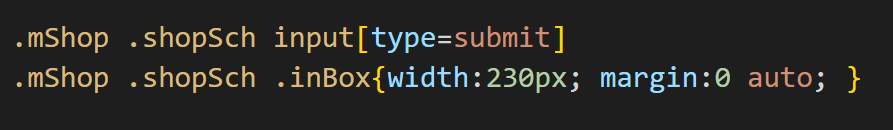 .mShop .shopSch input[type=submit]
.mShop .shopSch .inBox{width:230px; margin:0 auto; }